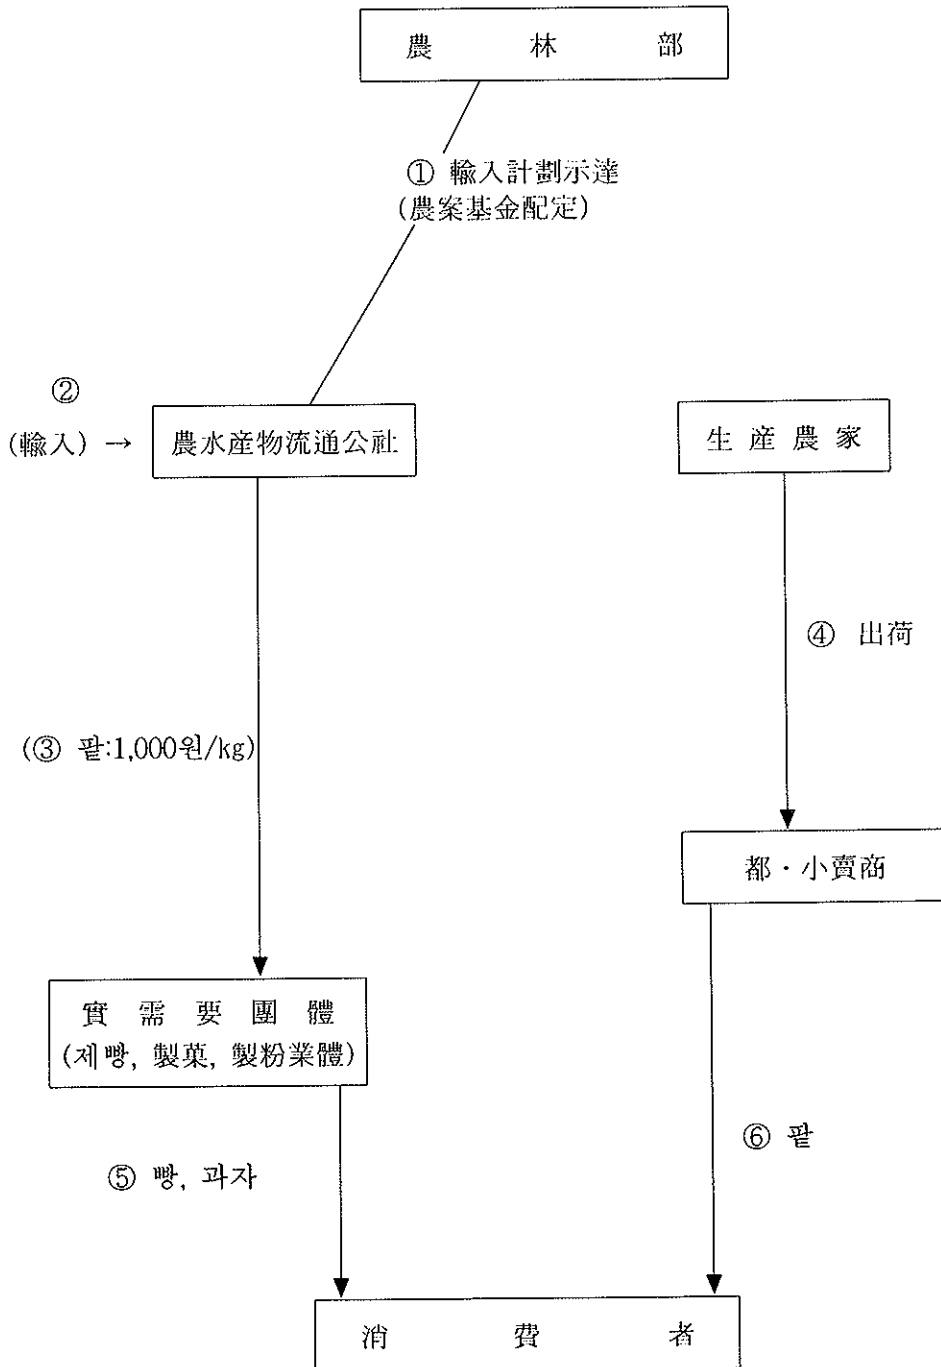 農 林 部
① 輸入計劃示達
(農案基金配定)
②
(輸入) →
農水産物流通公社
生 産 農 家
④ 出荷
(③ 팥:1,000원/kg)
都·小賣商
實 需 要 團 體
(제빵, 製菓, 製粉業體)
⑥ 팥
⑤ 빵, 과자
消 費 者